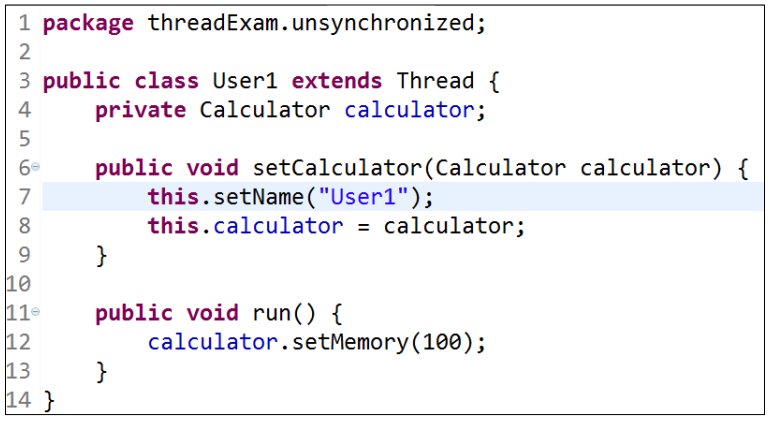 1 package threadExam.unsynchronized;
2
3 public class User1 extends Thread {
4     private Calculator calculator;
5
6     public void setCalculator(Calculator calculator) {
7         this.setName("User1");
8         this.calculator = calculator;
9     }
10
11     public void run() {
12         calculator.setMemory(100);
13     }
14 }